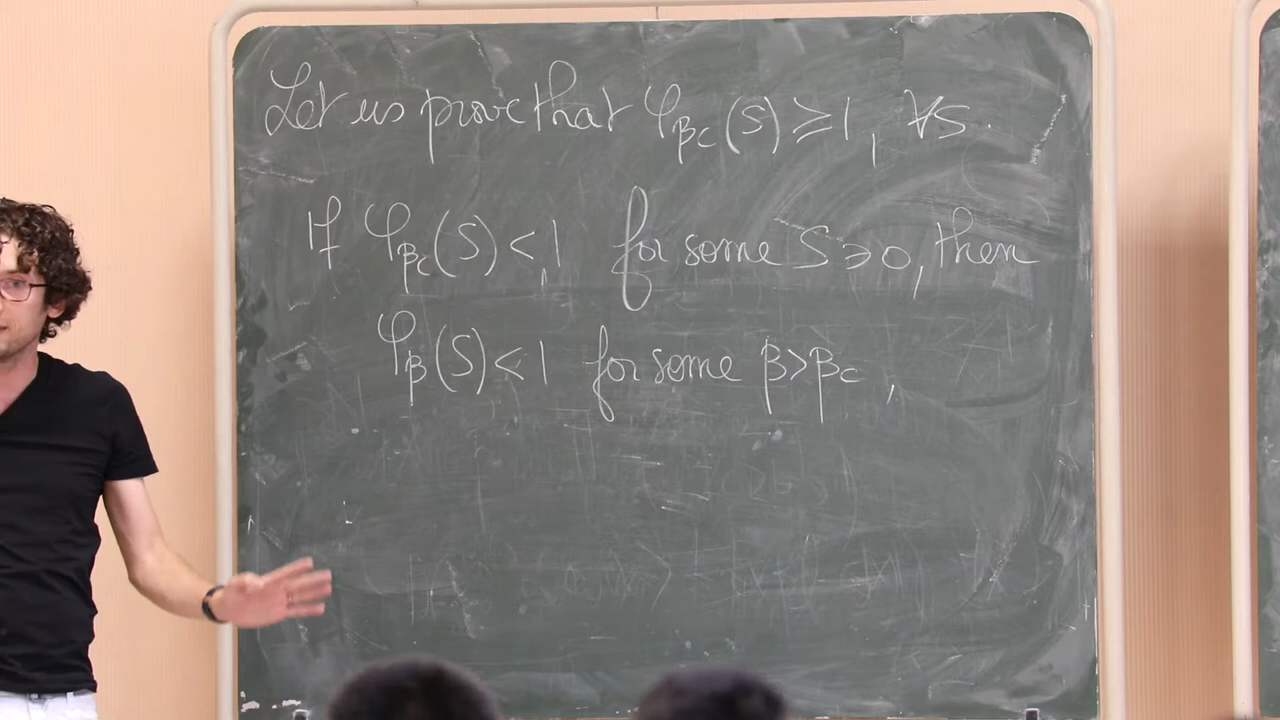 Let us prove that φ_βc(S) ⩾ 1, ∀S.
If φ_βc(S) < 1 for some S∋0, then
φ_β(S) < 1 for some β>βc,